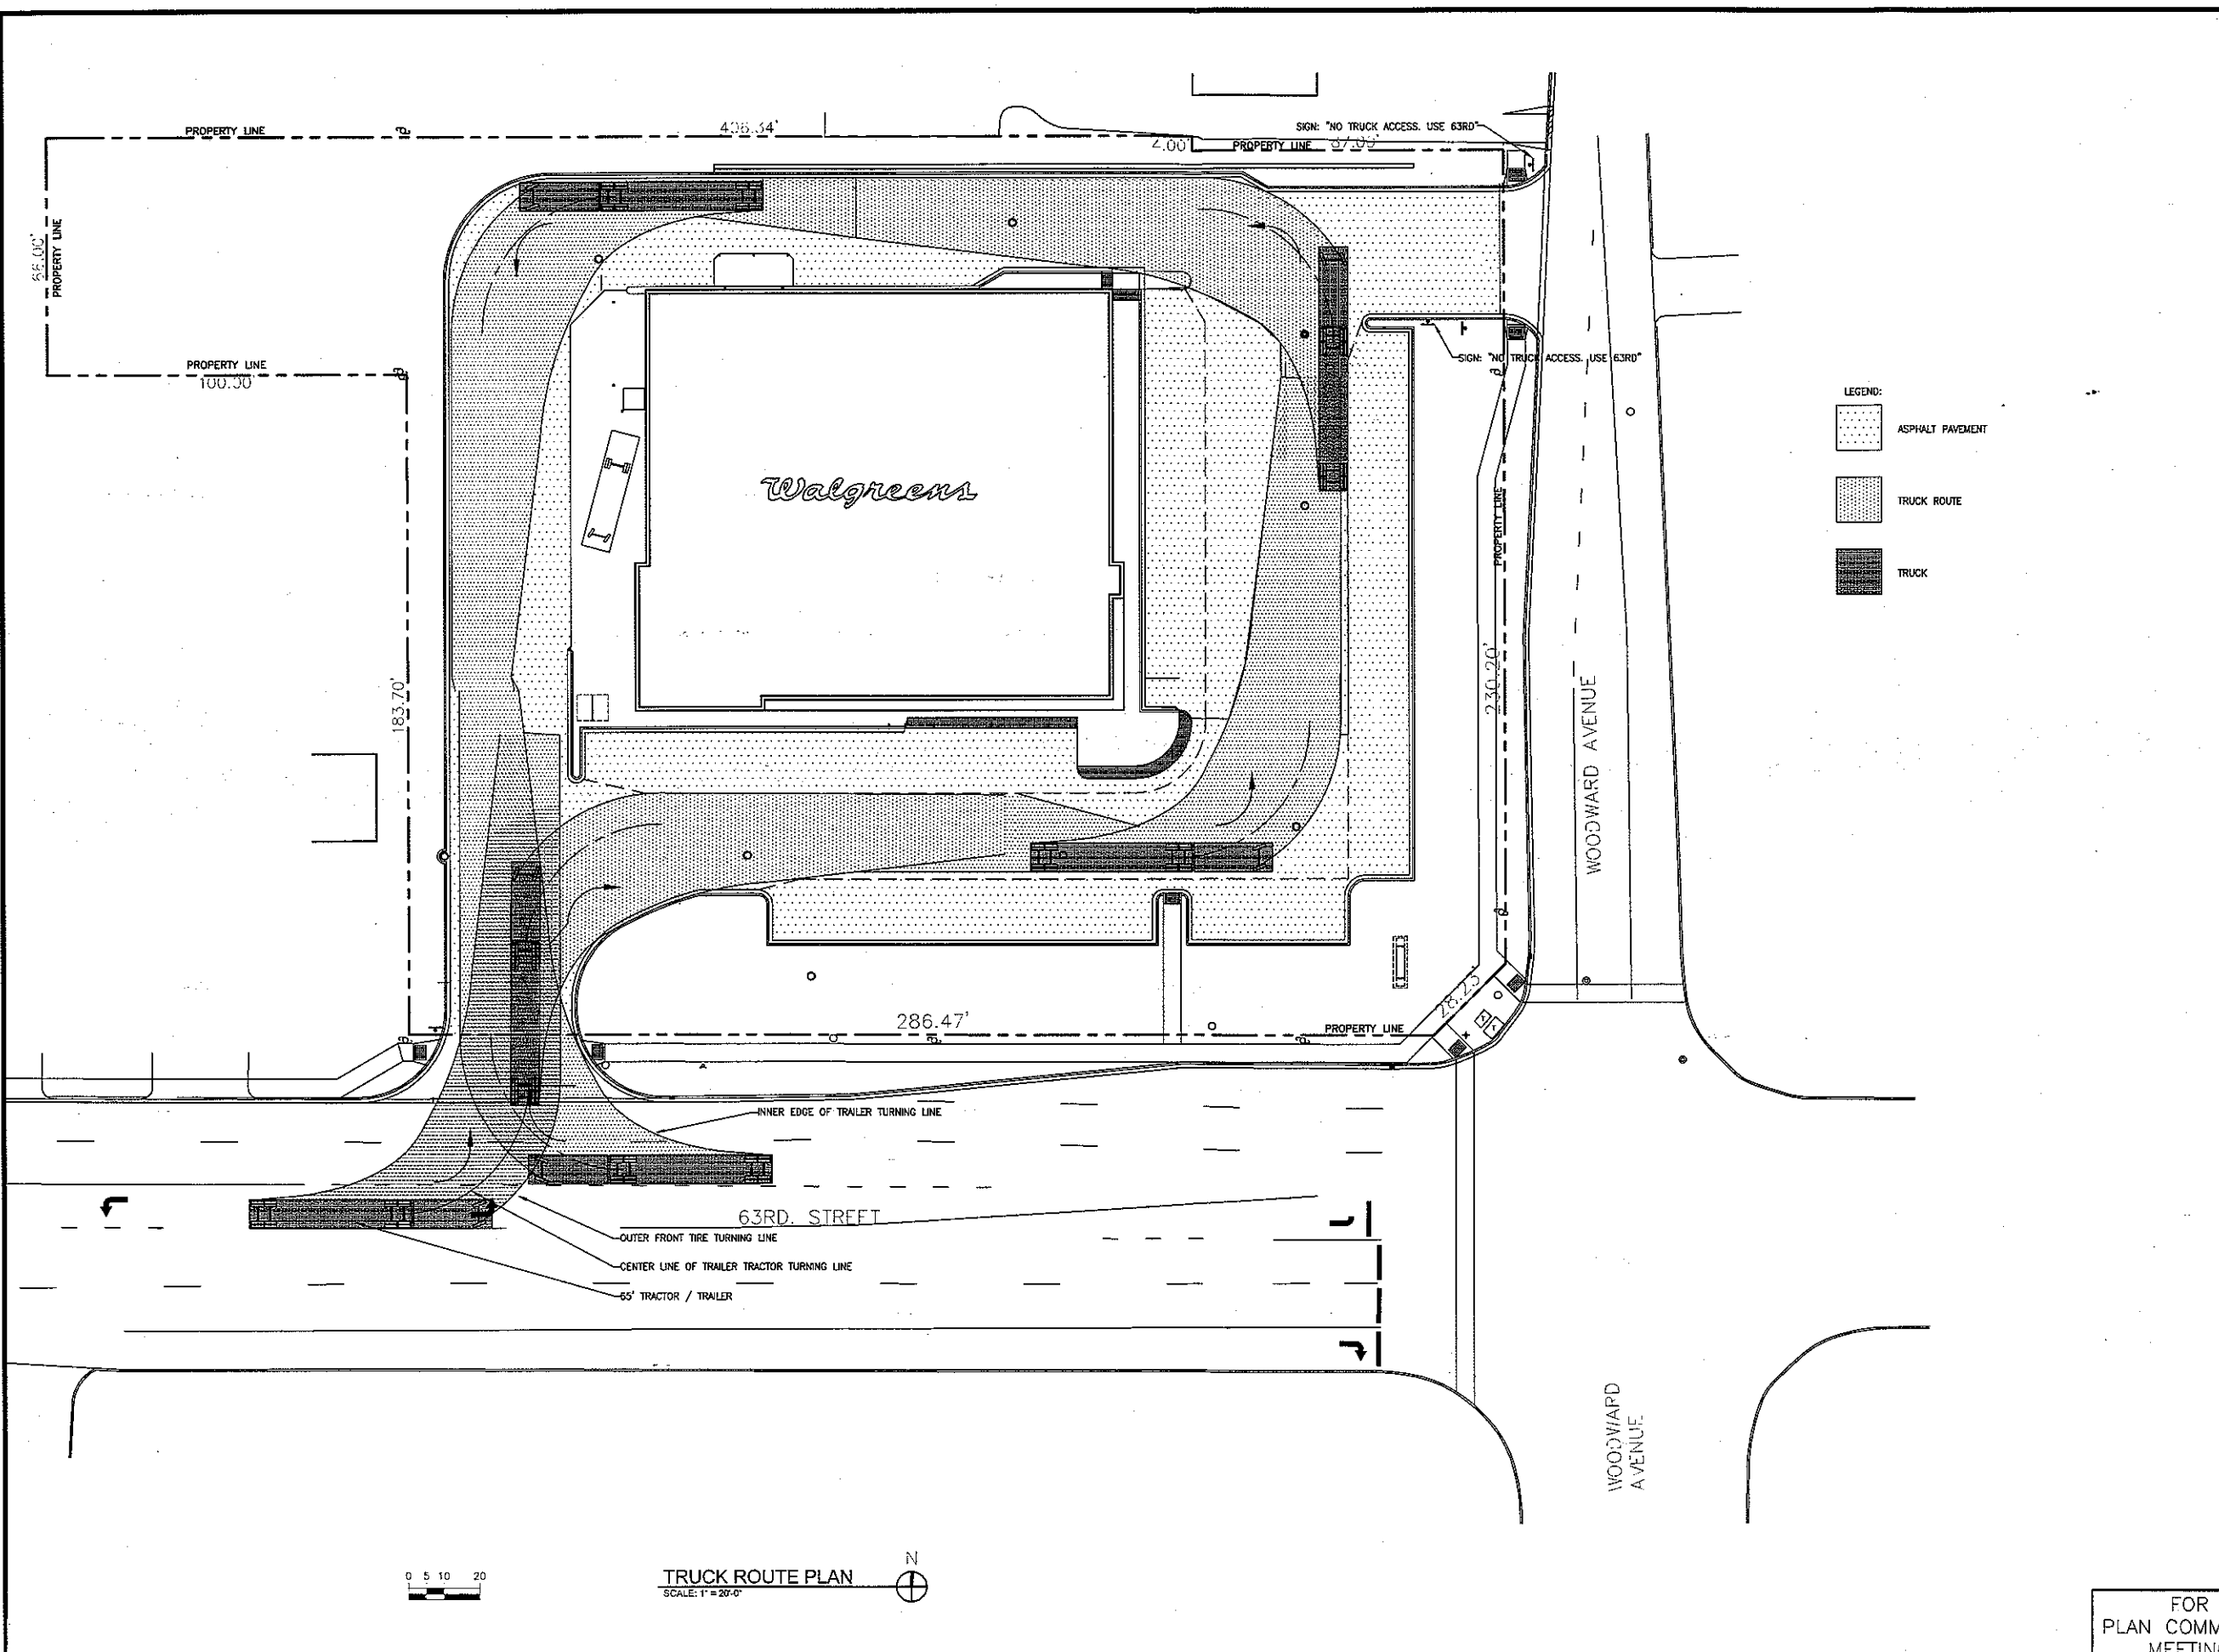 PROPERTY LINE
406.34'
SIGN: "NO TRUCK ACCESS. USE 63RD"
2.00'
PROPERTY LINE
PROPERTY LINE
PROPERTY LINE
100.00
SIGN: "NO TRUCK ACCESS. USE 63RD"
LEGEND:
ASPHALT PAVEMENT
TRUCK ROUTE
TRUCK
Walgreens
PROPERTY LINE
183.70'
230.20'
WOODWARD AVENUE
28.25'
286.47'
PROPERTY LINE
INNER EDGE OF TRAILER TURNING LINE
63RD. STREET
OUTER FRONT TIRE TURNING LINE
CENTER LINE OF TRAILER TRACTOR TURNING LINE
TRACTOR / TRAILER
WOODWARD
AVENUE
0 5 10 20
TRUCK ROUTE PLAN
SCALE: 1" = 20'-0"
N
FOR
PLAN COMM
MEETING